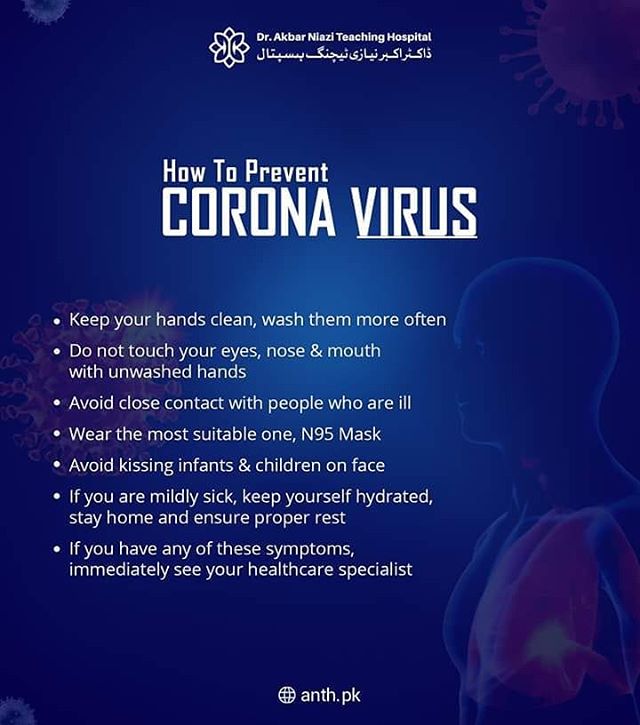 Dr. Akbar Niazi Teaching Hospital
ڈاکٹر اکبر نیازی ٹیچنگ ہسپتال
How To Prevent
CORONA VIRUS
• Keep your hands clean, wash them more often
• Do not touch your eyes, nose & mouth
with unwashed hands
• Avoid close contact with people who are ill
• Wear the most suitable one, N95 Mask
• Avoid kissing infants & children on face
• If you are mildly sick, keep yourself hydrated,
stay home and ensure proper rest
• If you have any of these symptoms,
immediately see your healthcare specialist
anth.pk